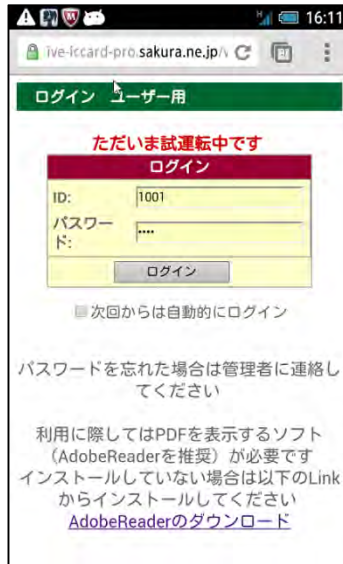 16:11
ive-iccard-pro.sakura.ne.jp/
ログイン ユーザー用
ただいま試運転中です
ログイン
ID:
1001
パスワー
ド:
••••
ログイン
次回からは自動的にログイン
パスワードを忘れた場合は管理者に連絡し
てください
利用に際してはPDFを表示するソフト
(AdobeReaderを推奨)が必要です
インストールしていない場合は以下のLink
からインストールしてください
AdobeReaderのダウンロード